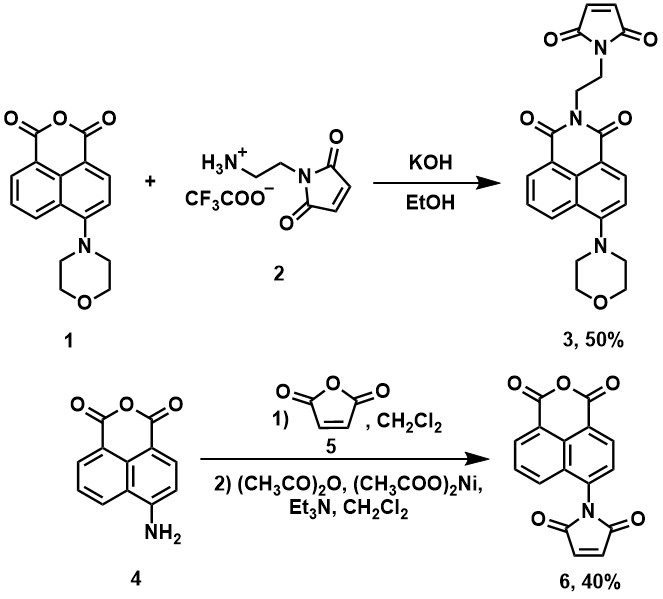 O O
N
O O
O O
N
H₃N⁺
CF₃COO⁻
O
N
O
+
KOH
EtOH
N
O
N
O
1
2
3, 50%
O O O
1) O O O , CH₂Cl₂
5
2) (CH₃CO)₂O, (CH₃COO)₂Ni,
Et₃N, CH₂Cl₂
NH₂
O O O
N
O O
4
6, 40%